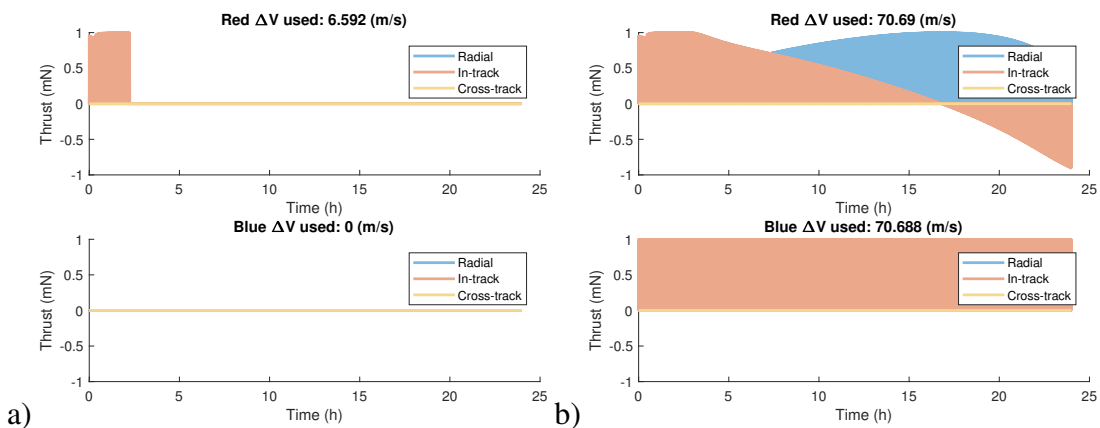 Red ΔV used: 6.592 (m/s)
1
0.5
0
-0.5
-1
Thrust (mN)
Radial
In-track
Cross-track
0 5 10 15 20 25
Time (h)
Blue ΔV used: 0 (m/s)
1
0.5
0
-0.5
-1
Thrust (mN)
Radial
In-track
Cross-track
0 5 10 15 20 25
Time (h)
a)
Red ΔV used: 70.69 (m/s)
1
0.5
0
-0.5
-1
Thrust (mN)
Radial
In-track
Cross-track
0 5 10 15 20 25
Time (h)
Blue ΔV used: 70.688 (m/s)
1
0.5
0
-0.5
-1
Thrust (mN)
Radial
In-track
Cross-track
0 5 10 15 20 25
Time (h)
b)